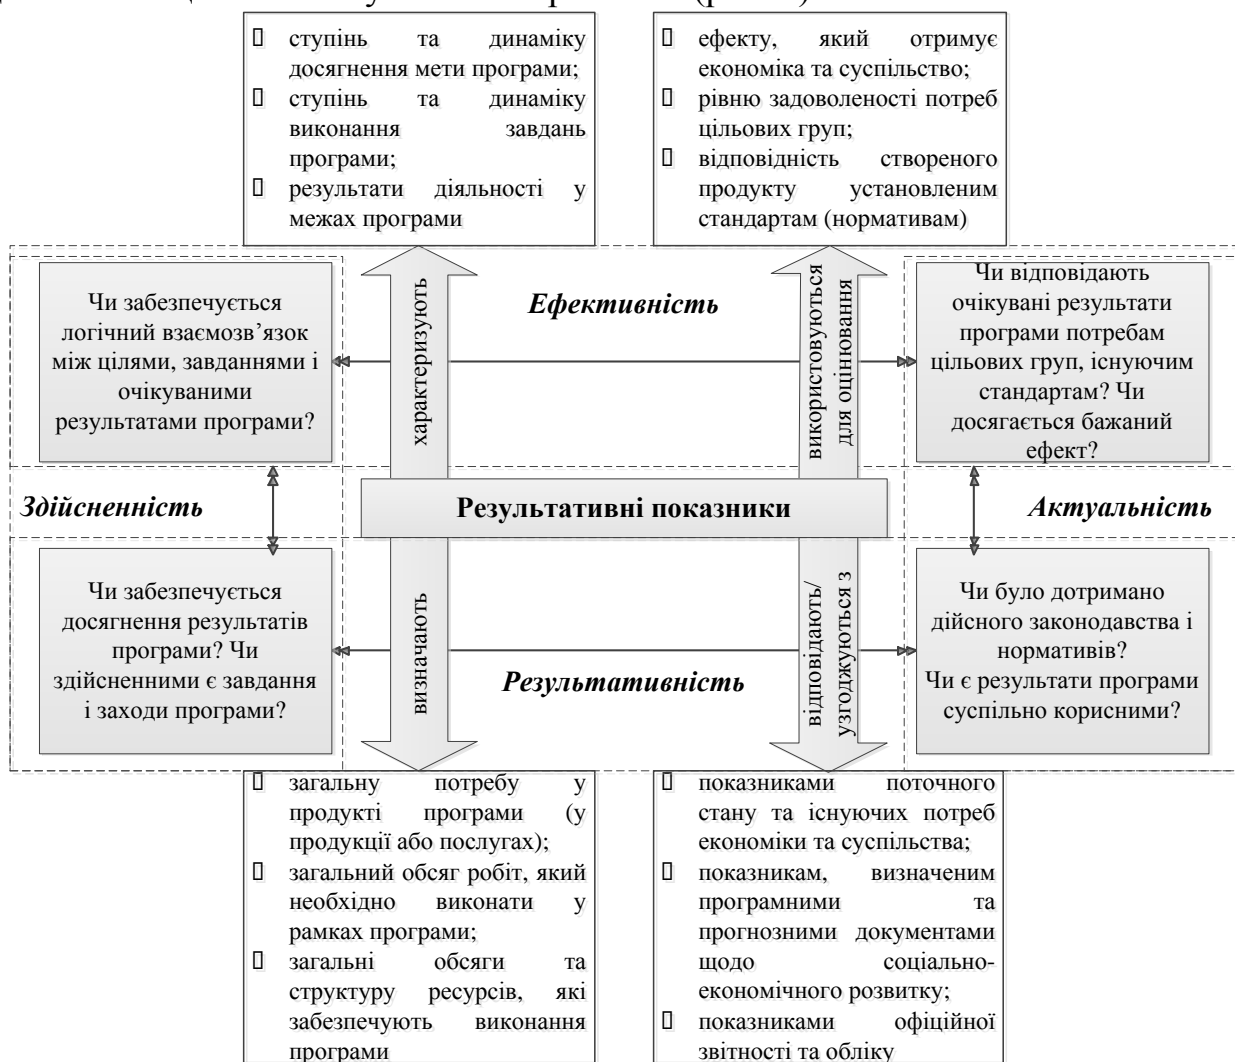 ступінь та динаміку
досягнення мети програми;
ступінь та динаміку
виконання завдань
програми;
результати діяльності у
межах програми
ефекту, який отримує
економіка та суспільство;
рівню задоволеності потреб
цільових груп;
відповідність створеного
продукту установленим
стандартам (нормативам)
Чи забезпечується
логічний взаємозв’язок
між цілями, завданнями і
очікуваними
результатами програми?
характеризують
Ефективність
використовуються
для оцінювання
Чи відповідають
очікувані результати
програми потребам
цільових груп, існуючим
стандартам? Чи
досягається бажаний
ефект?
Здійсненність
Результативні показники
Актуальність
Чи забезпечується
досягнення результатів
програми? Чи
здійсненними є завдання
і заходи програми?
визначають
Результативність
відповідають/
узгоджуються з
Чи було дотримано
дійсного законодавства і
нормативів?
Чи є результати програми
суспільно корисними?
загальну потребу у
продукті програми (у
продукції або послугах);
загальний обсяг робіт, який
необхідно виконати у
рамках програми;
загальні обсяги та
структуру ресурсів, які
забезпечують виконання
програми
показниками поточного
стану та існуючих потреб
економіки та суспільства;
показникам, визначеним
програмними та
прогнозними документами
щодо соціально-
економічного розвитку;
показниками офіційної
звітності та обліку